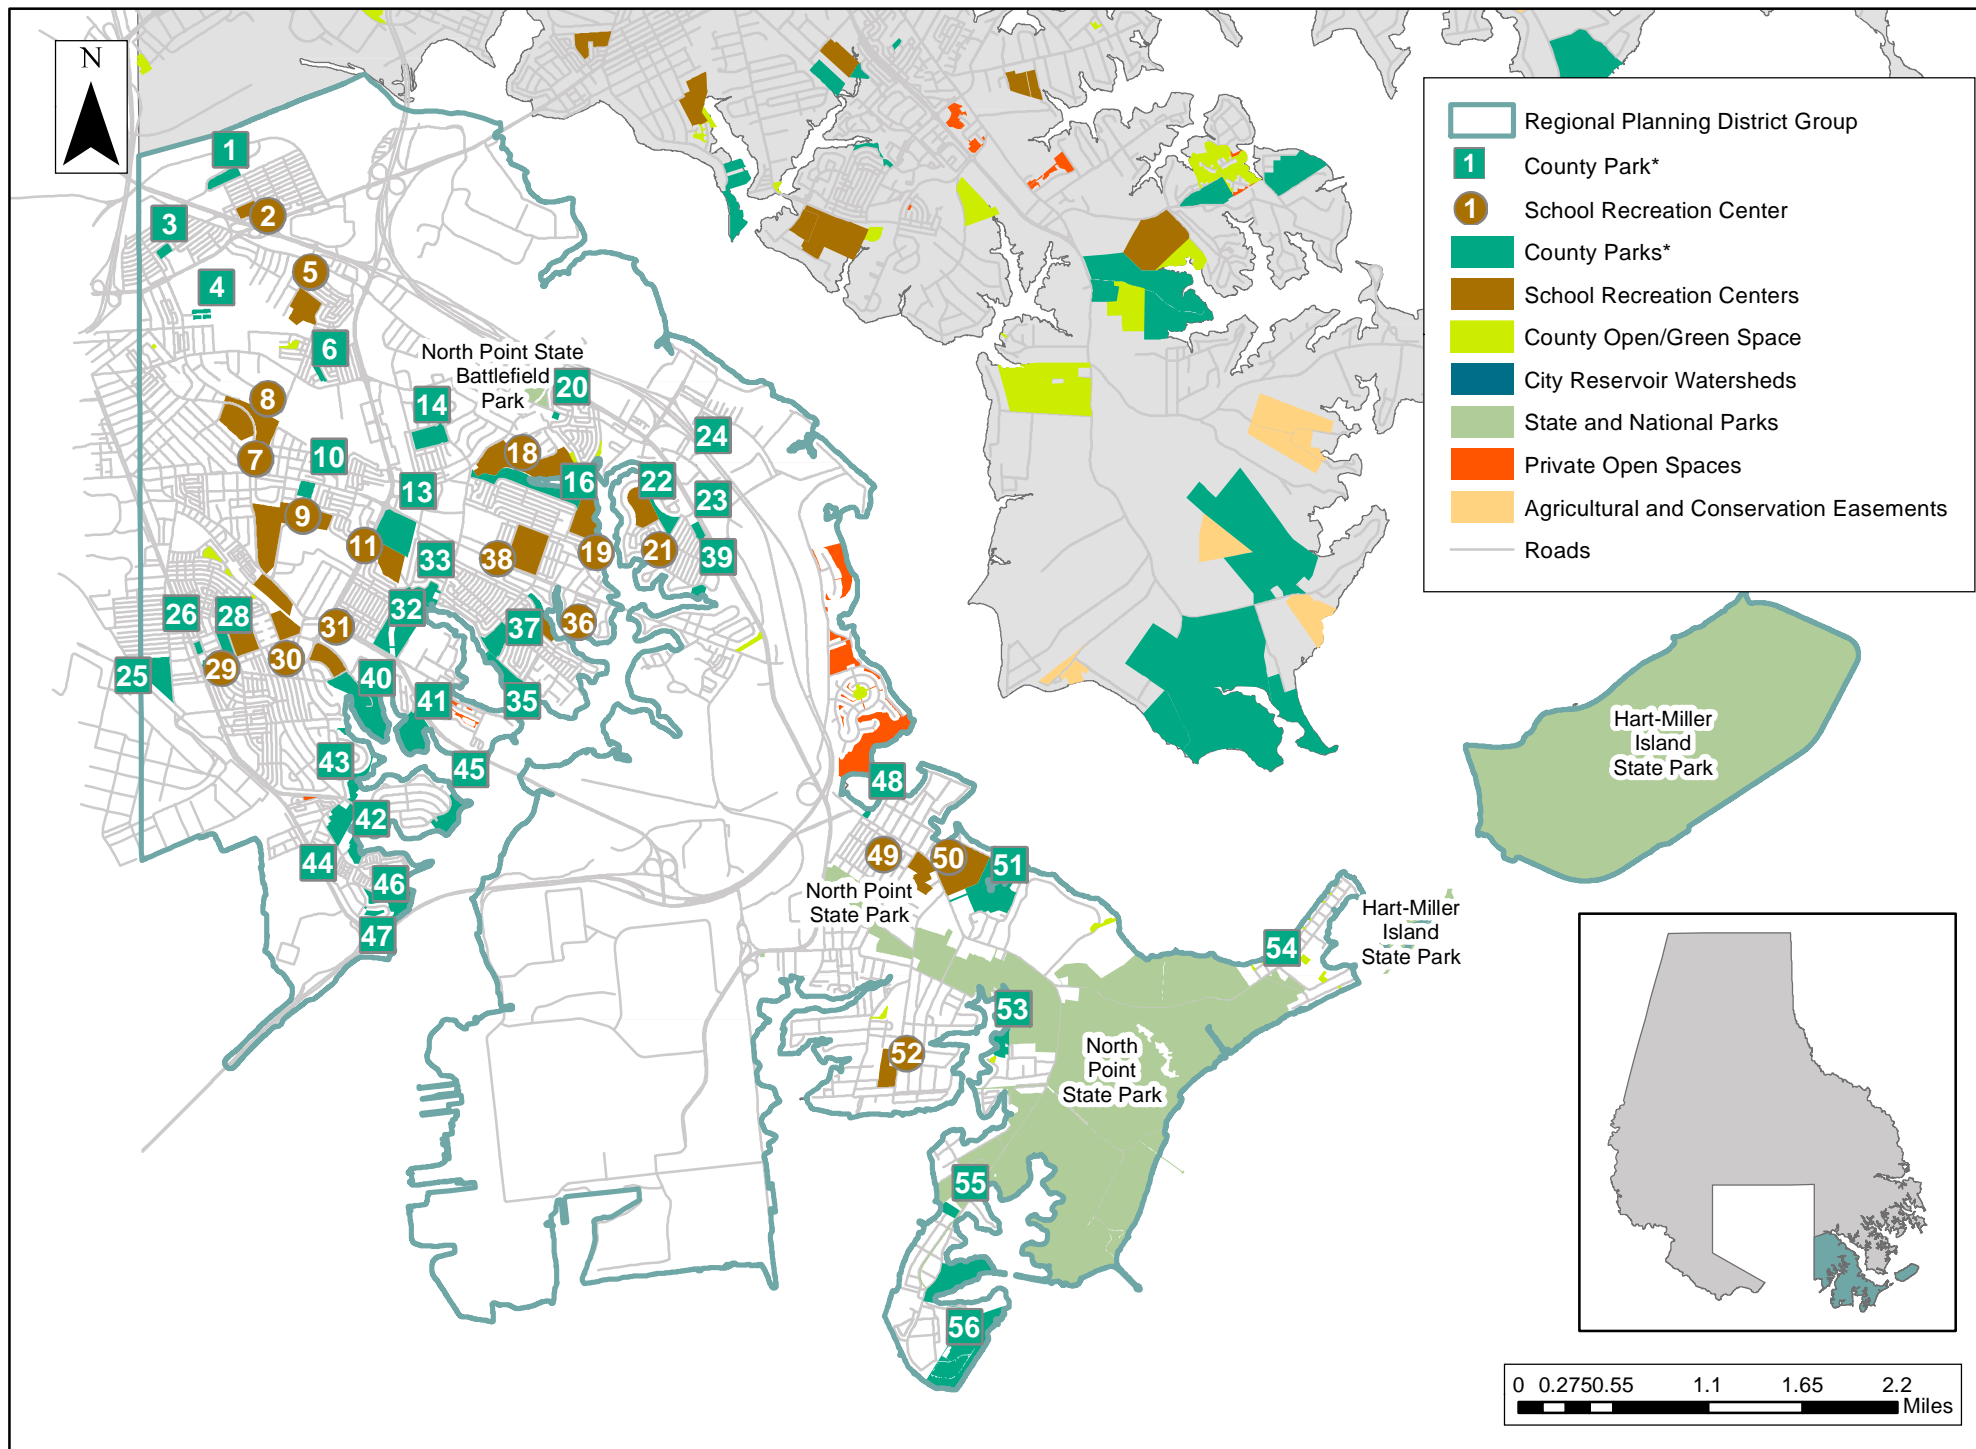 N
Regional Planning District Group
1
County Park*
1
School Recreation Center
County Parks*
School Recreation Centers
County Open/Green Space
City Reservoir Watersheds
State and National Parks
Private Open Spaces
Agricultural and Conservation Easements
Roads
1
2
3
4
5
6
North Point State
Battlefield
Park
20
8
14
7
10
18
24
13
16
22
23
9
11
33
38
19
21
39
26
28
32
31
37
36
25
29
30
40
41
35
43
45
48
42
44
49
50
51
46
47
North Point
State Park
Hart-Miller
Island
State Park
Hart-Miller
Island
State Park
54
53
52
North
Point
State Park
55
56
0 0.275 0.55 1.1 1.65 2.2
Miles